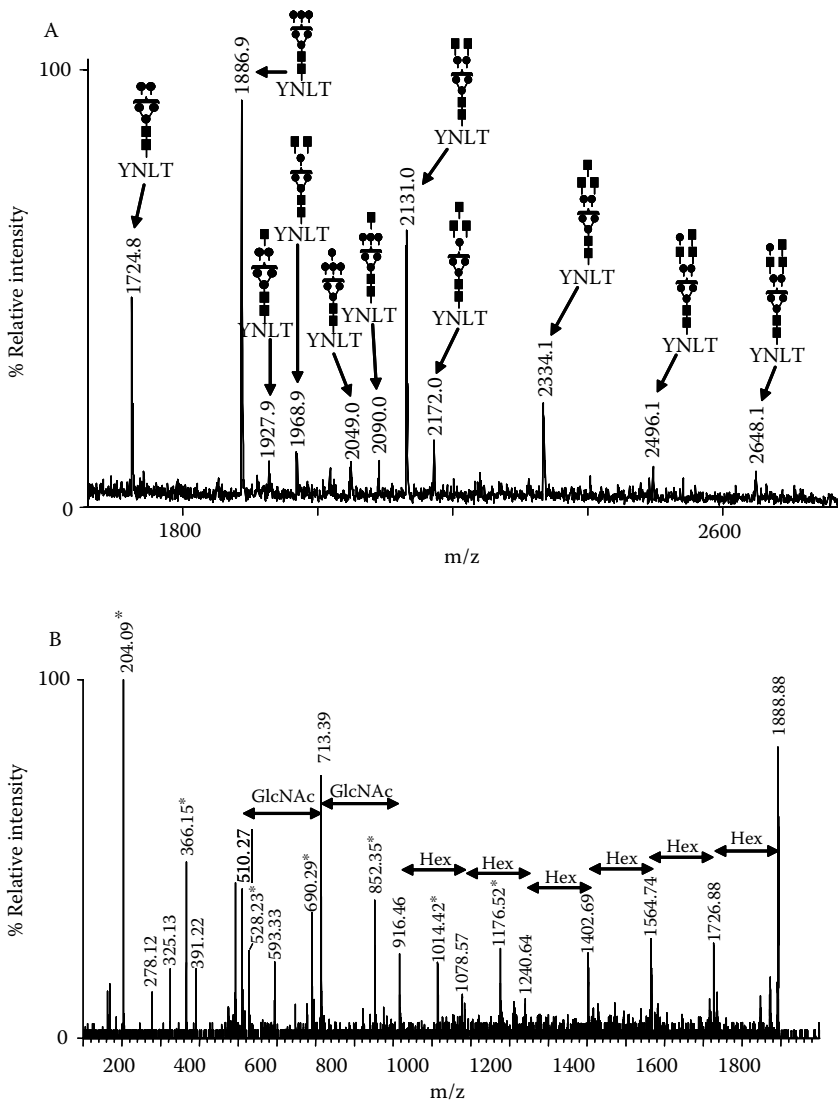 A
% Relative intensity
100
0
1800
2600
m/z
1724.8
YNLT
1886.9
YNLT
1927.9
YNLT
1968.9
YNLT
2049.0
YNLT
2090.0
YNLT
2131.0
YNLT
2172.0
YNLT
2334.1
YNLT
2496.1
YNLT
2648.1
YNLT
B
% Relative intensity
100
0
204.09*
278.12
325.13
366.15*
391.22
510.27
528.23*
593.33
690.29*
713.39
852.35*
916.46
1014.42*
1078.57
1176.52*
1240.64
1402.69
1564.74
1726.88
1888.88
GlcNAc
GlcNAc
Hex
Hex
Hex
Hex
Hex
Hex
200
400
600
800
1000
1200
1400
1600
1800
m/z